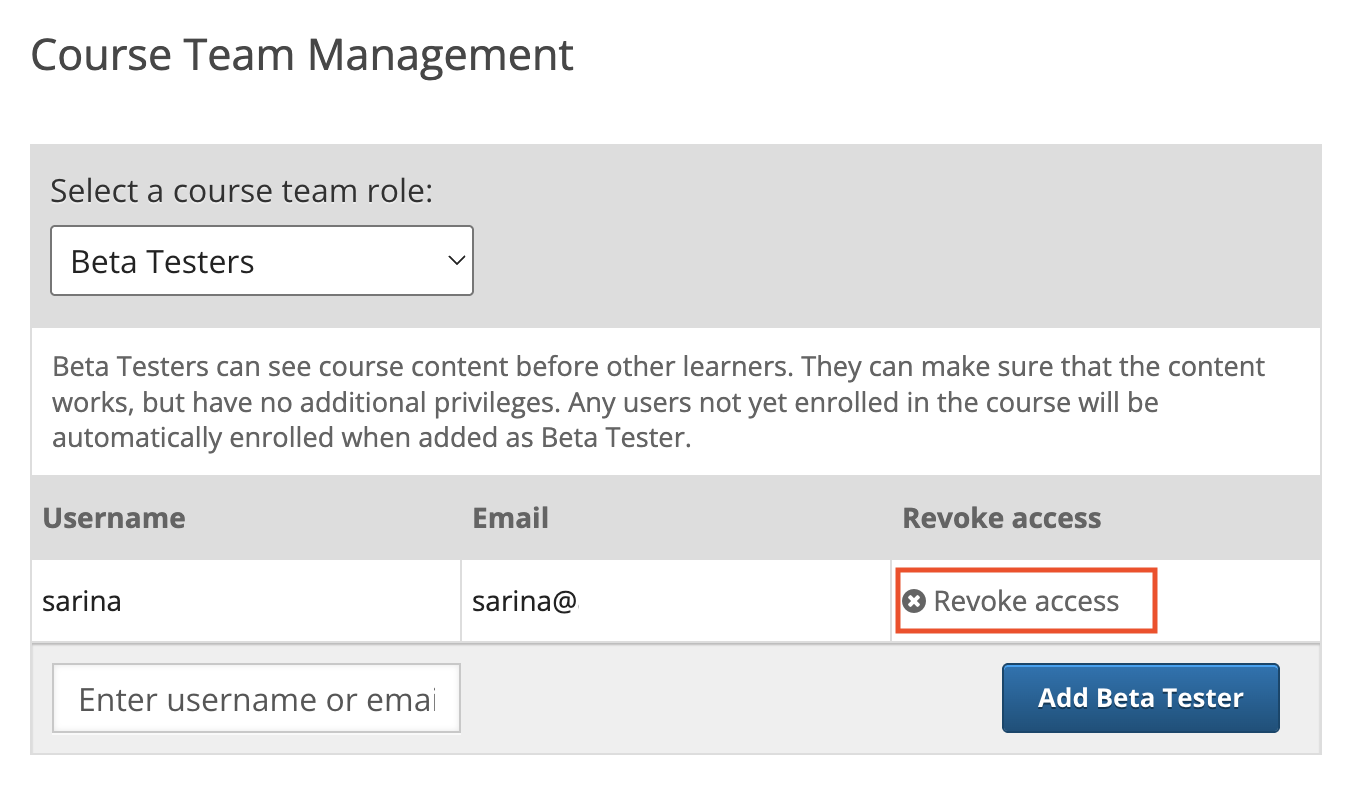 Course Team Management
Select a course team role:
Beta Testers
Beta Testers can see course content before other learners. They can make sure that the content
works, but have no additional privileges. Any users not yet enrolled in the course will be
automatically enrolled when added as Beta Tester.
Username Email Revoke access
sarina sarina@ Revoke access
Enter username or emai Add Beta Tester